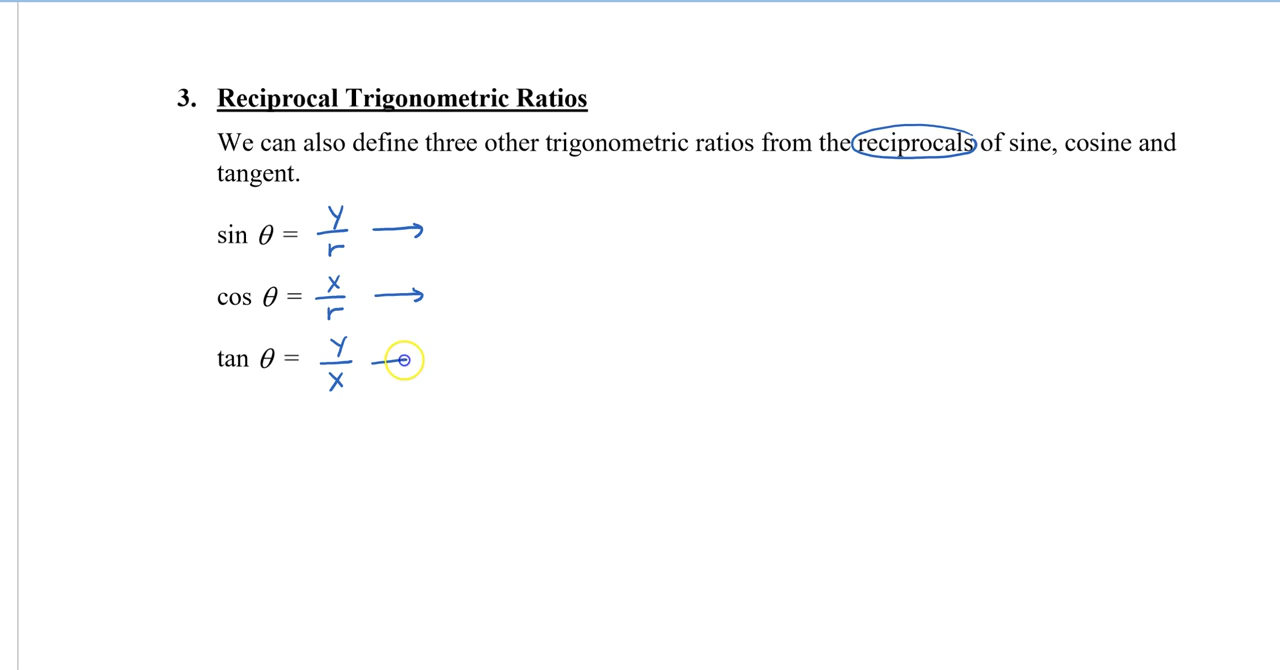 3. Reciprocal Trigonometric Ratios
We can also define three other trigonometric ratios from the reciprocals of sine, cosine and
tangent.
sin θ = y/r →
cos θ = x/r →
tan θ = y/x